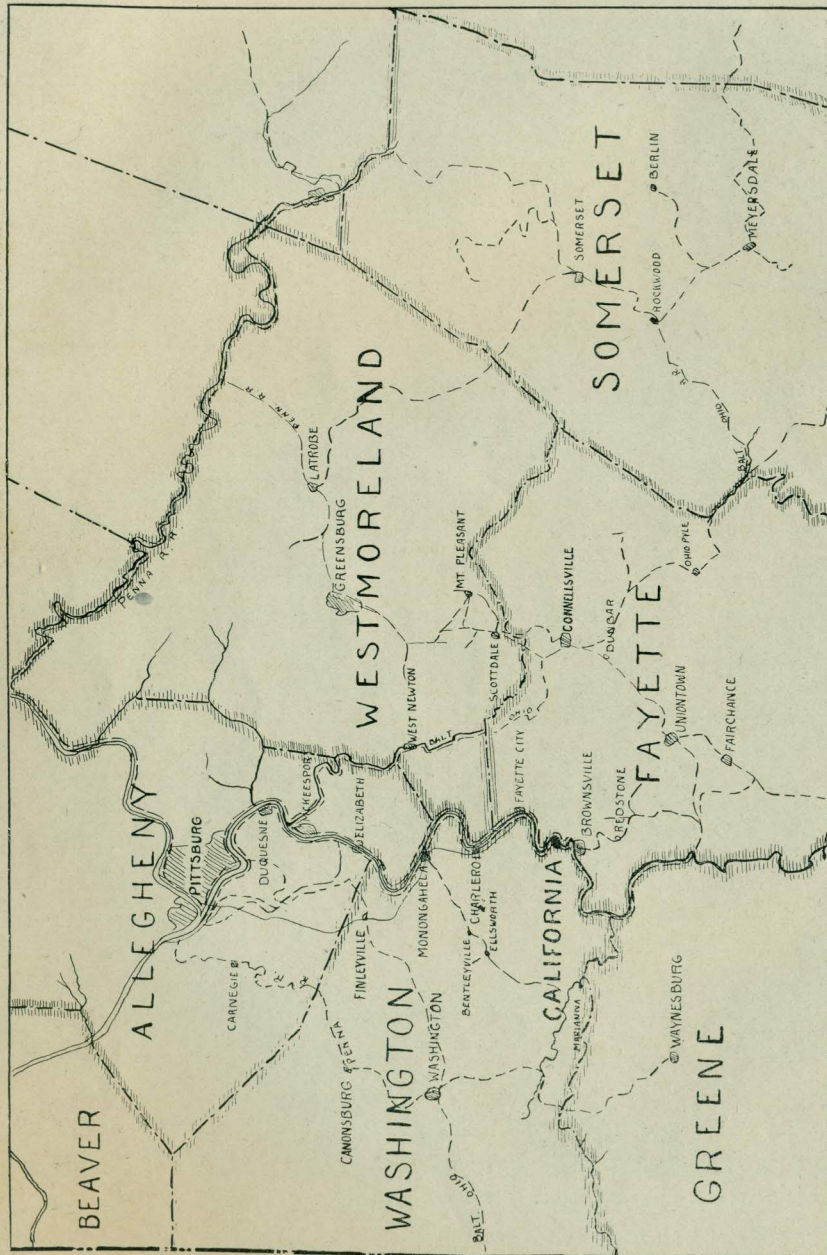 BEAVER
ALLEGHENY
PITTSBURG
DUQUESNE
CARNEGIE
R.R.
PENNA R.R.
CANONSBURG
PENNA
WASHINGTON
WASHINGTON
FINLEYVILLE
ELIZABETH
MONONGAHELA
BENTLEYVILLE
CHARLEROI
ELLSWORTH
BALT
OHIO
CALIFORNIA
MARIANNA
GREENE
WAYNESBURG
WESTMORELAND
GREENSBURG
LATROBE
PENN R.R.
WEST NEWTON
BALT
MT PLEASANT
SCOTTDALE
FAYETTE CITY
BROWNSVILLE
REDSTONE
FAYETTE
CONNELLSVILLE
DUNBAR
UNIONTOWN
FAIRCHANCE
OHIO PYLE
BALT
OHIO
R.R.
SOMERSET
SOMERSET
ROCKWOOD
BERLIN
MEYERSDALE